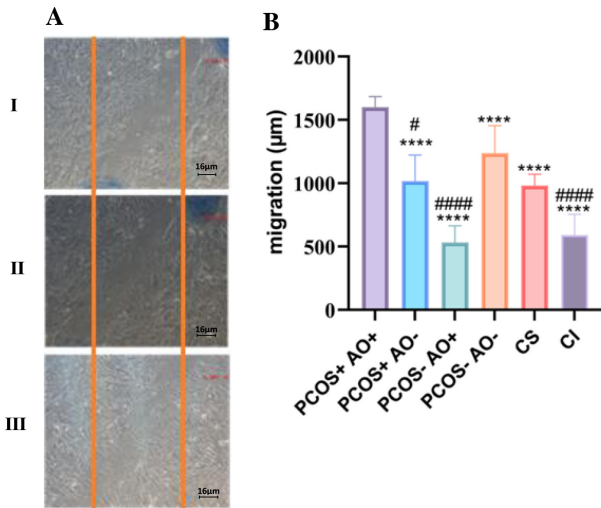 A
I
16μm
II
16μm
III
16μm
B
migration (μm)
2000
1500
1000
500
0
#
****
####
****
****
****
####
****
PCOS+ AO+
PCOS+ AO-
PCOS- AO+
PCOS- AO-
CS
CI